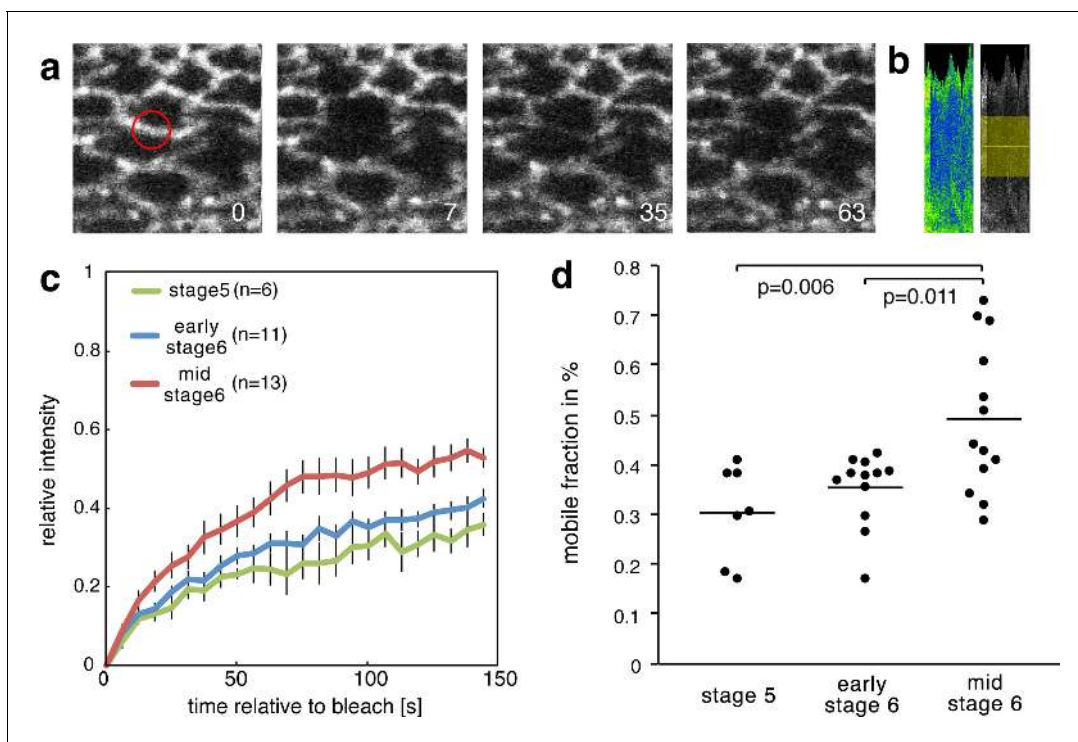 a
0
7
35
63
b
c
relative intensity
1
0.8
0.6
0.4
0.2
0
0
50
100
150
time relative to bleach [s]
stage5 (n=6)
early
stage6 (n=11)
mid
stage6 (n=13)
d
mobile fraction in %
0.8
0.7
0.6
0.5
0.4
0.3
0.2
0.1
0
p=0.006
p=0.011
stage 5
early
stage 6
mid
stage 6